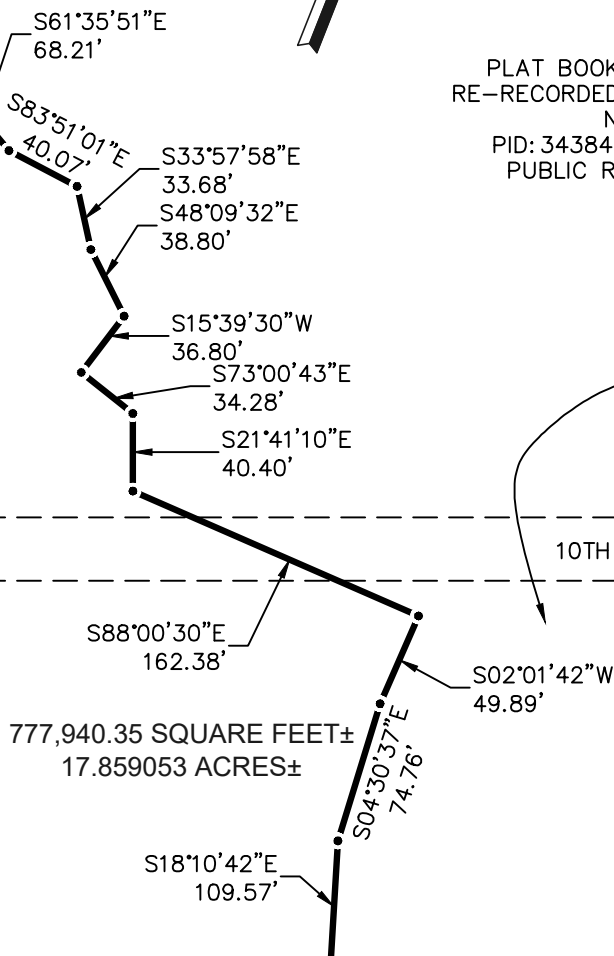 S61°35'51"E
68.21'
PLAT BOOK
RE-RECORDED
N
PID: 34384
PUBLIC R
S83°51'01"E
40.07'
S33°57'58"E
33.68'
S48°09'32"E
38.80'
S15°39'30"W
36.80'
S73°00'43"E
34.28'
S21°41'10"E
40.40'
10TH
S88°00'30"E
162.38'
S02°01'42"W
49.89'
777,940.35 SQUARE FEET±
17.859053 ACRES±
S04°30'37"E
74.76'
S18°10'42"E
109.57'